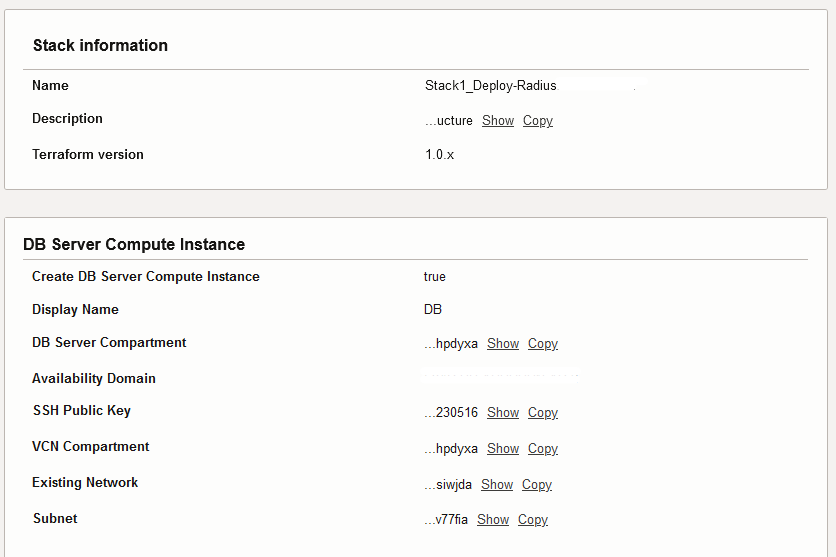 Stack information
Name Stack1_Deploy-Radius
Description ...ucture Show Copy
Terraform version 1.0.x
DB Server Compute Instance
Create DB Server Compute Instance true
Display Name DB
DB Server Compartment ...hpdyxa Show Copy
Availability Domain
SSH Public Key ...230516 Show Copy
VCN Compartment ...hpdyxa Show Copy
Existing Network ...siwjda Show Copy
Subnet ...v77fia Show Copy